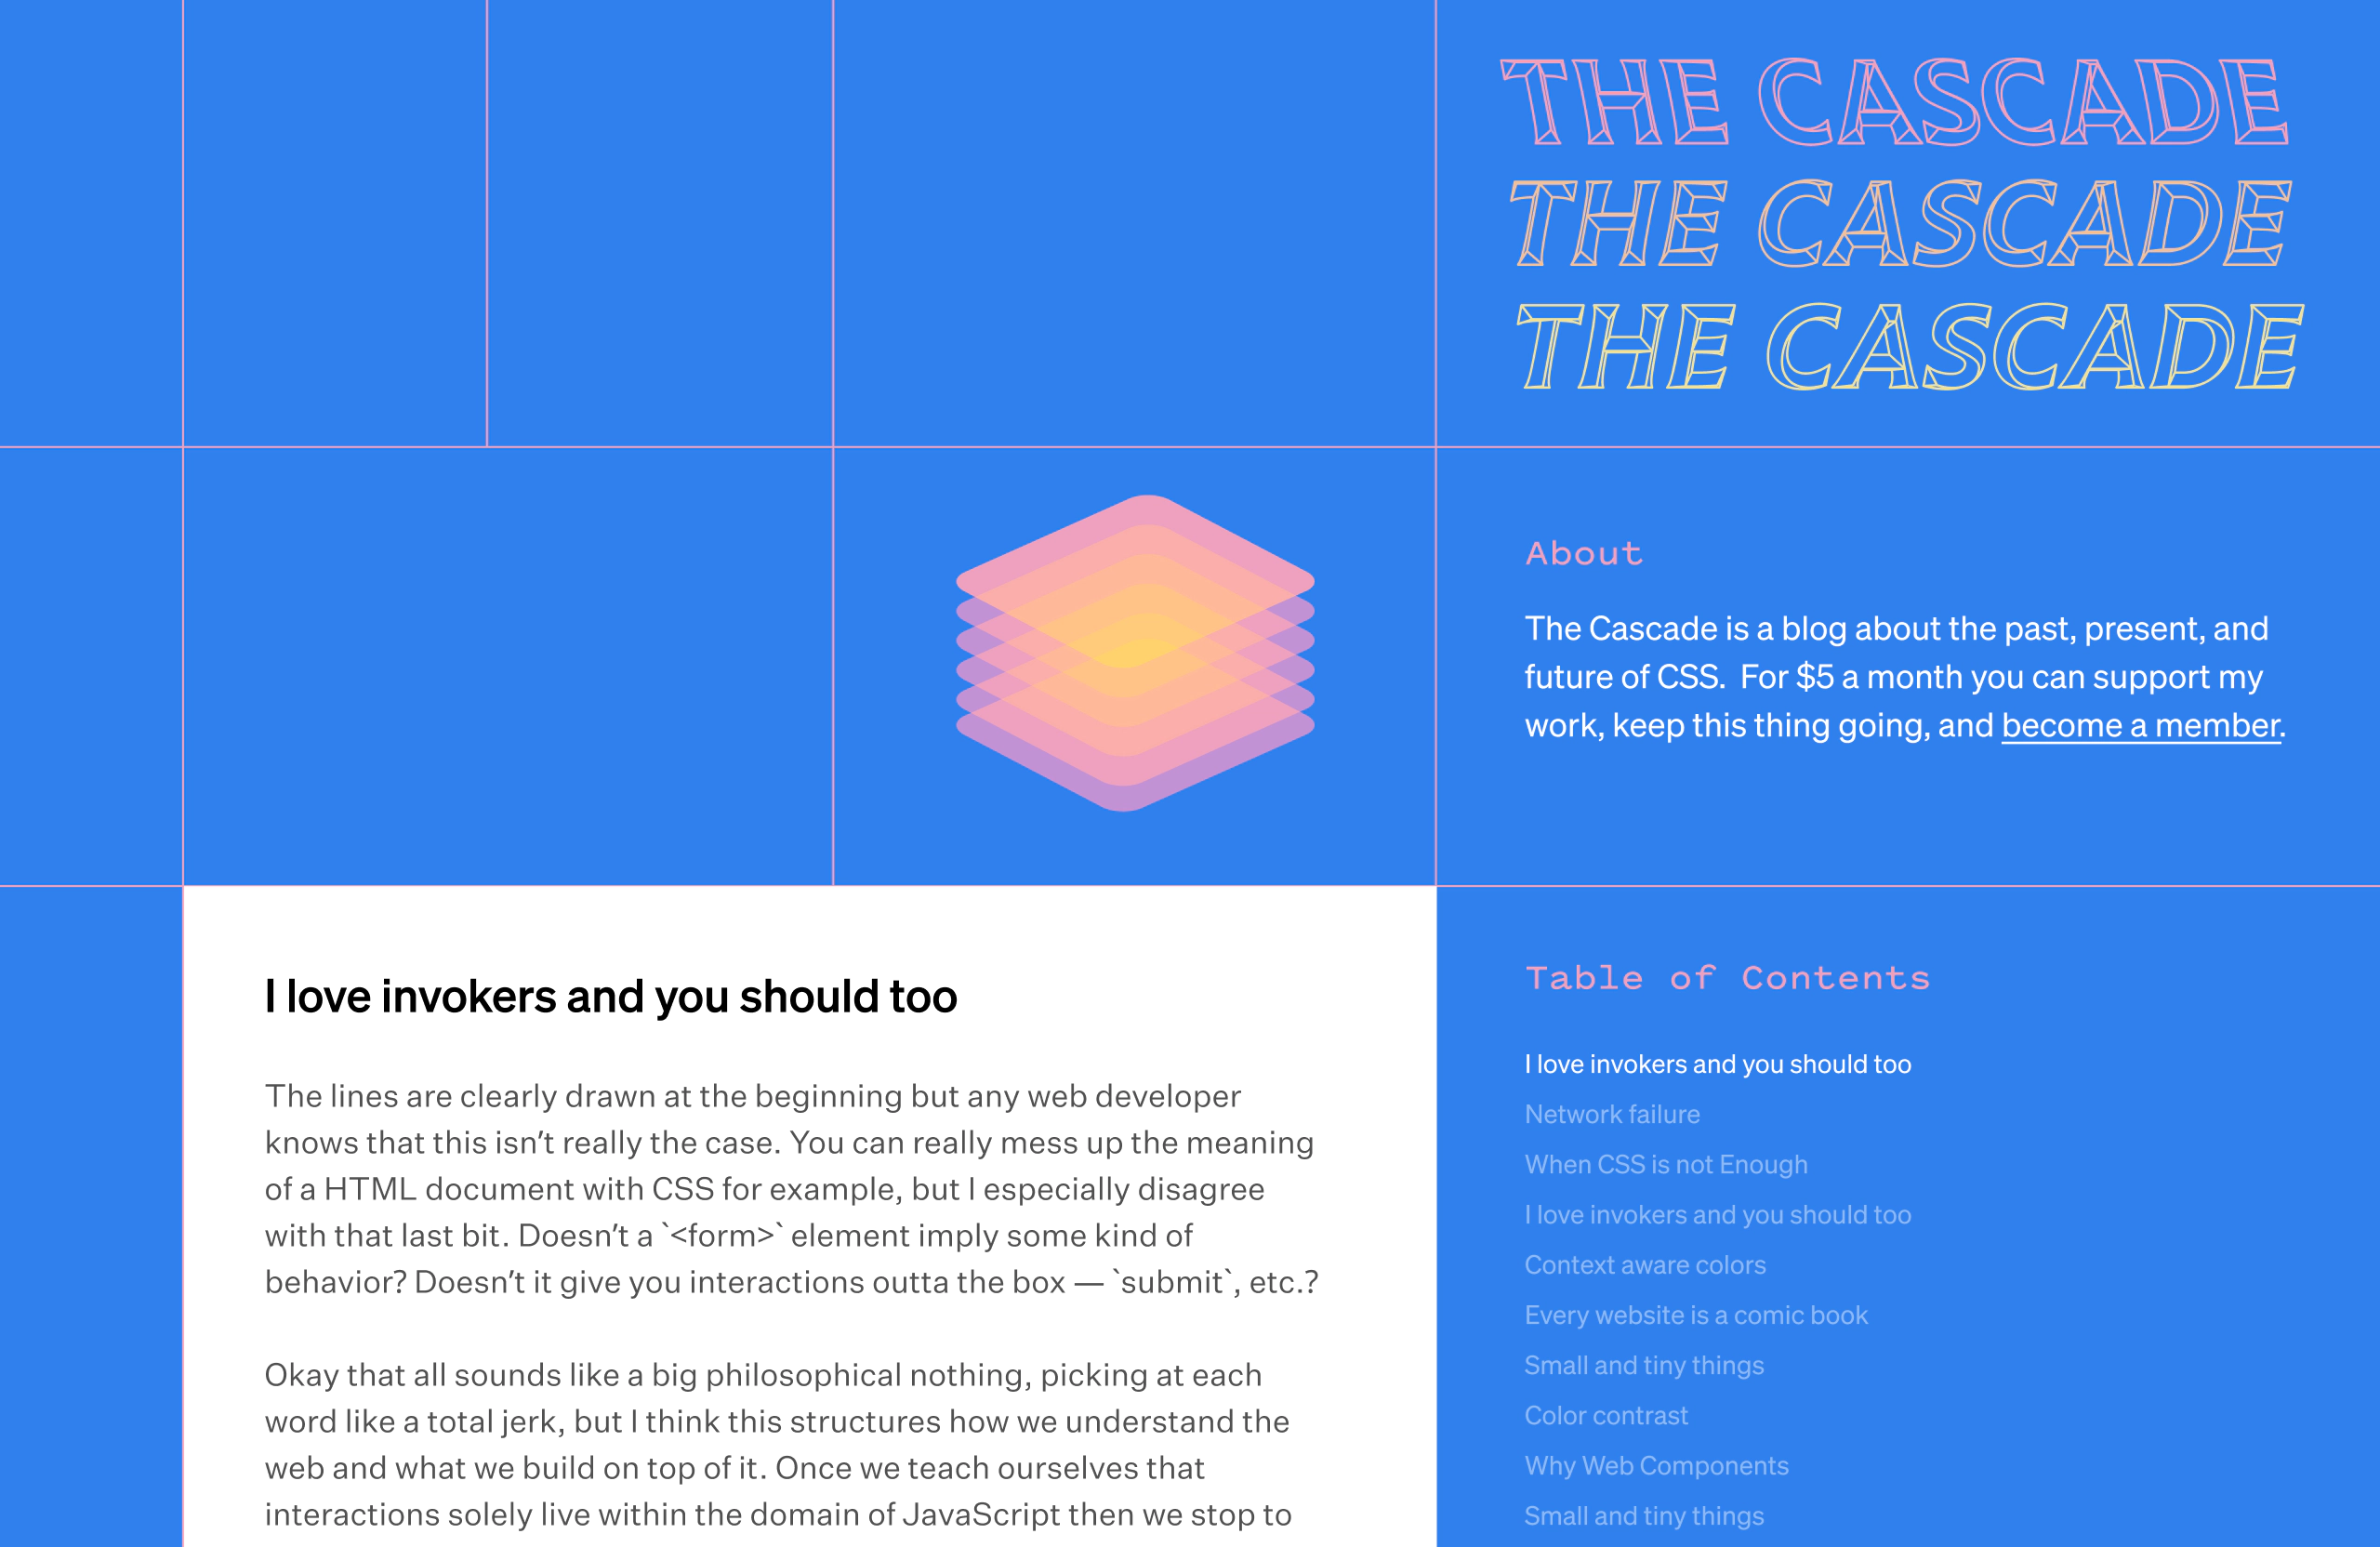 THE CASCADE
THE CASCADE
THE CASCADE
About
The Cascade is a blog about the past, present, and
future of CSS.  For $5 a month you can support my
work, keep this thing going, and become a member.
I love invokers and you should too
The lines are clearly drawn at the beginning but any web developer
knows that this isn’t really the case. You can really mess up the meaning
of a HTML document with CSS for example, but I especially disagree
with that last bit. Doesn’t a `<form>` element imply some kind of
behavior? Doesn’t it give you interactions outta the box — `submit`, etc.?
Okay that all sounds like a big philosophical nothing, picking at each
word like a total jerk, but I think this structures how we understand the
web and what we build on top of it. Once we teach ourselves that
interactions solely live within the domain of JavaScript then we stop to
Table of Contents
I love invokers and you should too
Network failure
When CSS is not Enough
I love invokers and you should too
Context aware colors
Every website is a comic book
Small and tiny things
Color contrast
Why Web Components
Small and tiny things